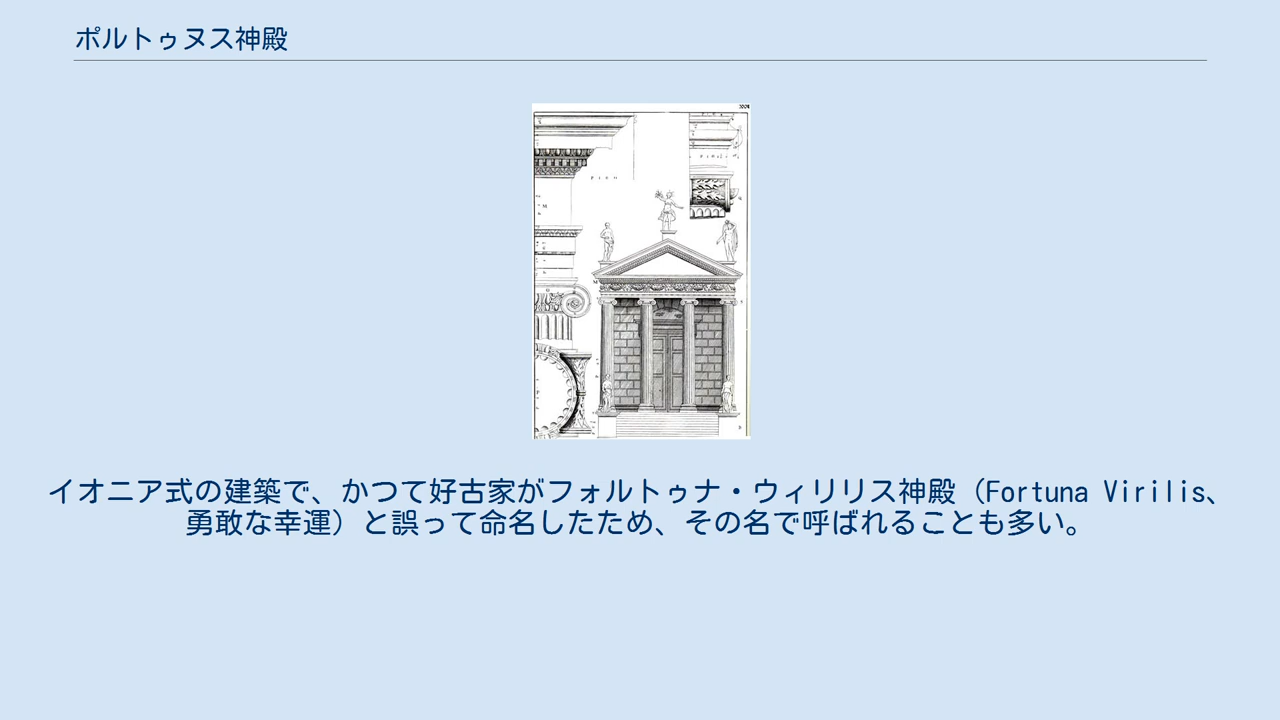 ポルトゥヌス神殿
イオニア式の建築で、かつて好古家がフォルトゥナ・ウィリリス神殿（Fortuna Virilis、
勇敢な幸運）と誤って命名したため、その名で呼ばれることも多い。